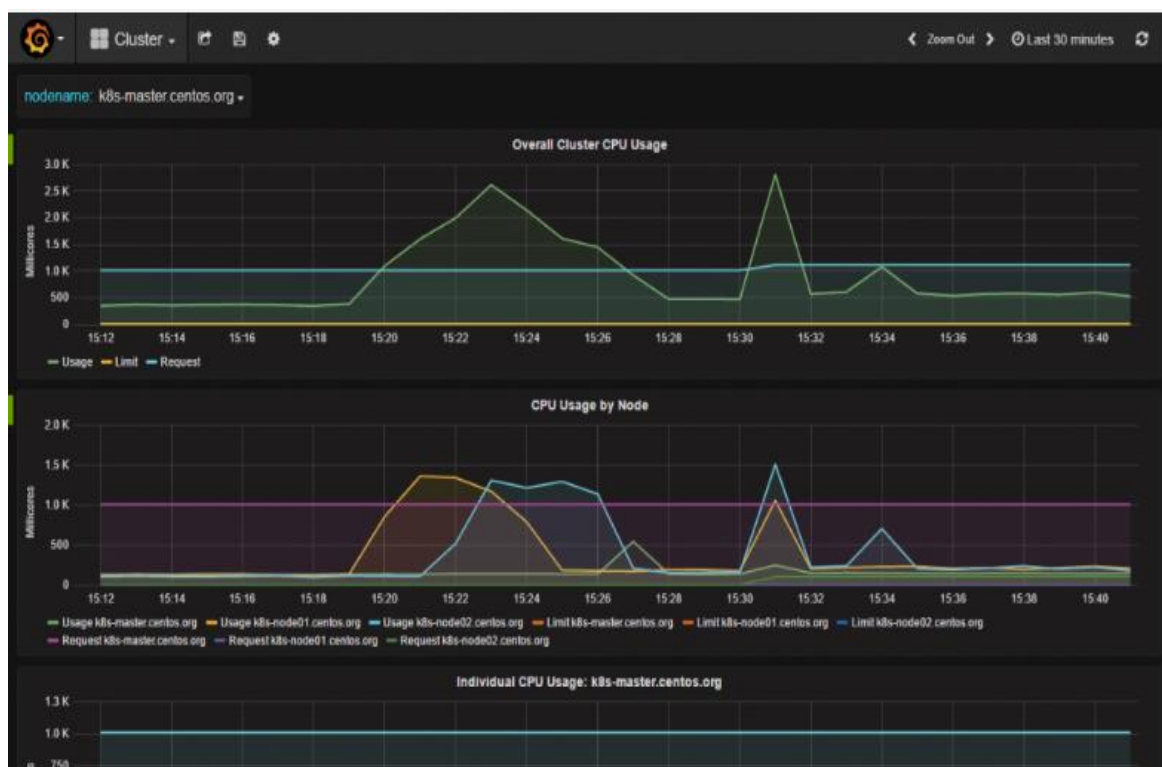 Cluster
Zoom Out
Last 30 minutes
nodename: k8s-master.centos.org
Overall Cluster CPU Usage
3.0 K
2.5 K
2.0 K
1.5 K
1.0 K
500
0
Millicores
15:12 15:14 15:16 15:18 15:20 15:22 15:24 15:26 15:28 15:30 15:32 15:34 15:36 15:38 15:40
Usage Limit Request
CPU Usage by Node
2.0 K
1.5 K
1.0 K
500
0
Millicores
15:12 15:14 15:16 15:18 15:20 15:22 15:24 15:26 15:28 15:30 15:32 15:34 15:36 15:38 15:40
Usage k8s-master.centos.org Usage k8s-node01.centos.org Usage k8s-node02.centos.org Limit k8s-master.centos.org Limit k8s-node01.centos.org Limit k8s-node02.centos.org
Request k8s-master.centos.org Request k8s-node01.centos.org Request k8s-node02.centos.org
Individual CPU Usage: k8s-master.centos.org
1.3 K
1.0 K
750